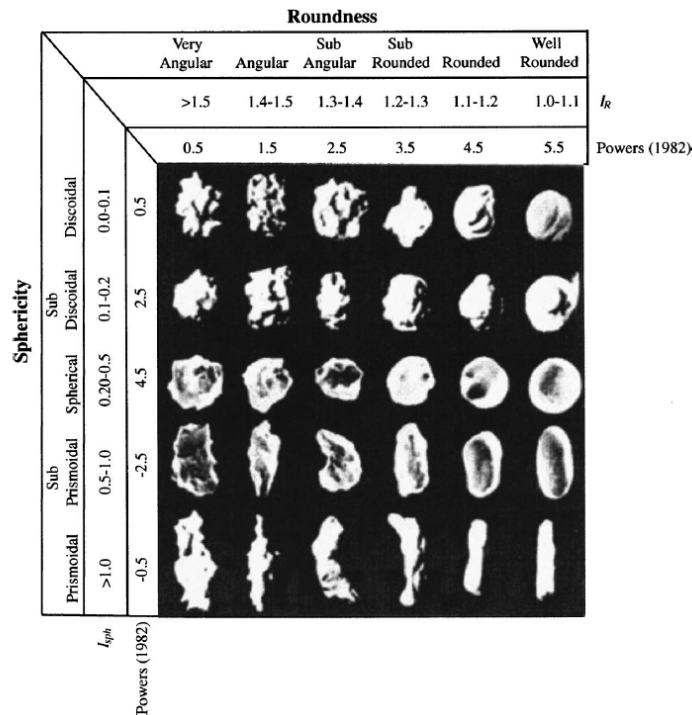 Roundness
Very Angular
Angular
Sub Angular
Sub Rounded
Rounded
Well Rounded
>1.5 1.4-1.5 1.3-1.4 1.2-1.3 1.1-1.2 1.0-1.1 I_R
0.5 1.5 2.5 3.5 4.5 5.5 Powers (1982)
Sphericity
Discoidal 0.0-0.1 0.5
Sub Discoidal 0.1-0.2 2.5
Spherical 0.20-0.5 4.5
Sub Prismoidal 0.5-1.0 -2.5
Prismoidal >1.0 -0.5
I_sph
Powers (1982)